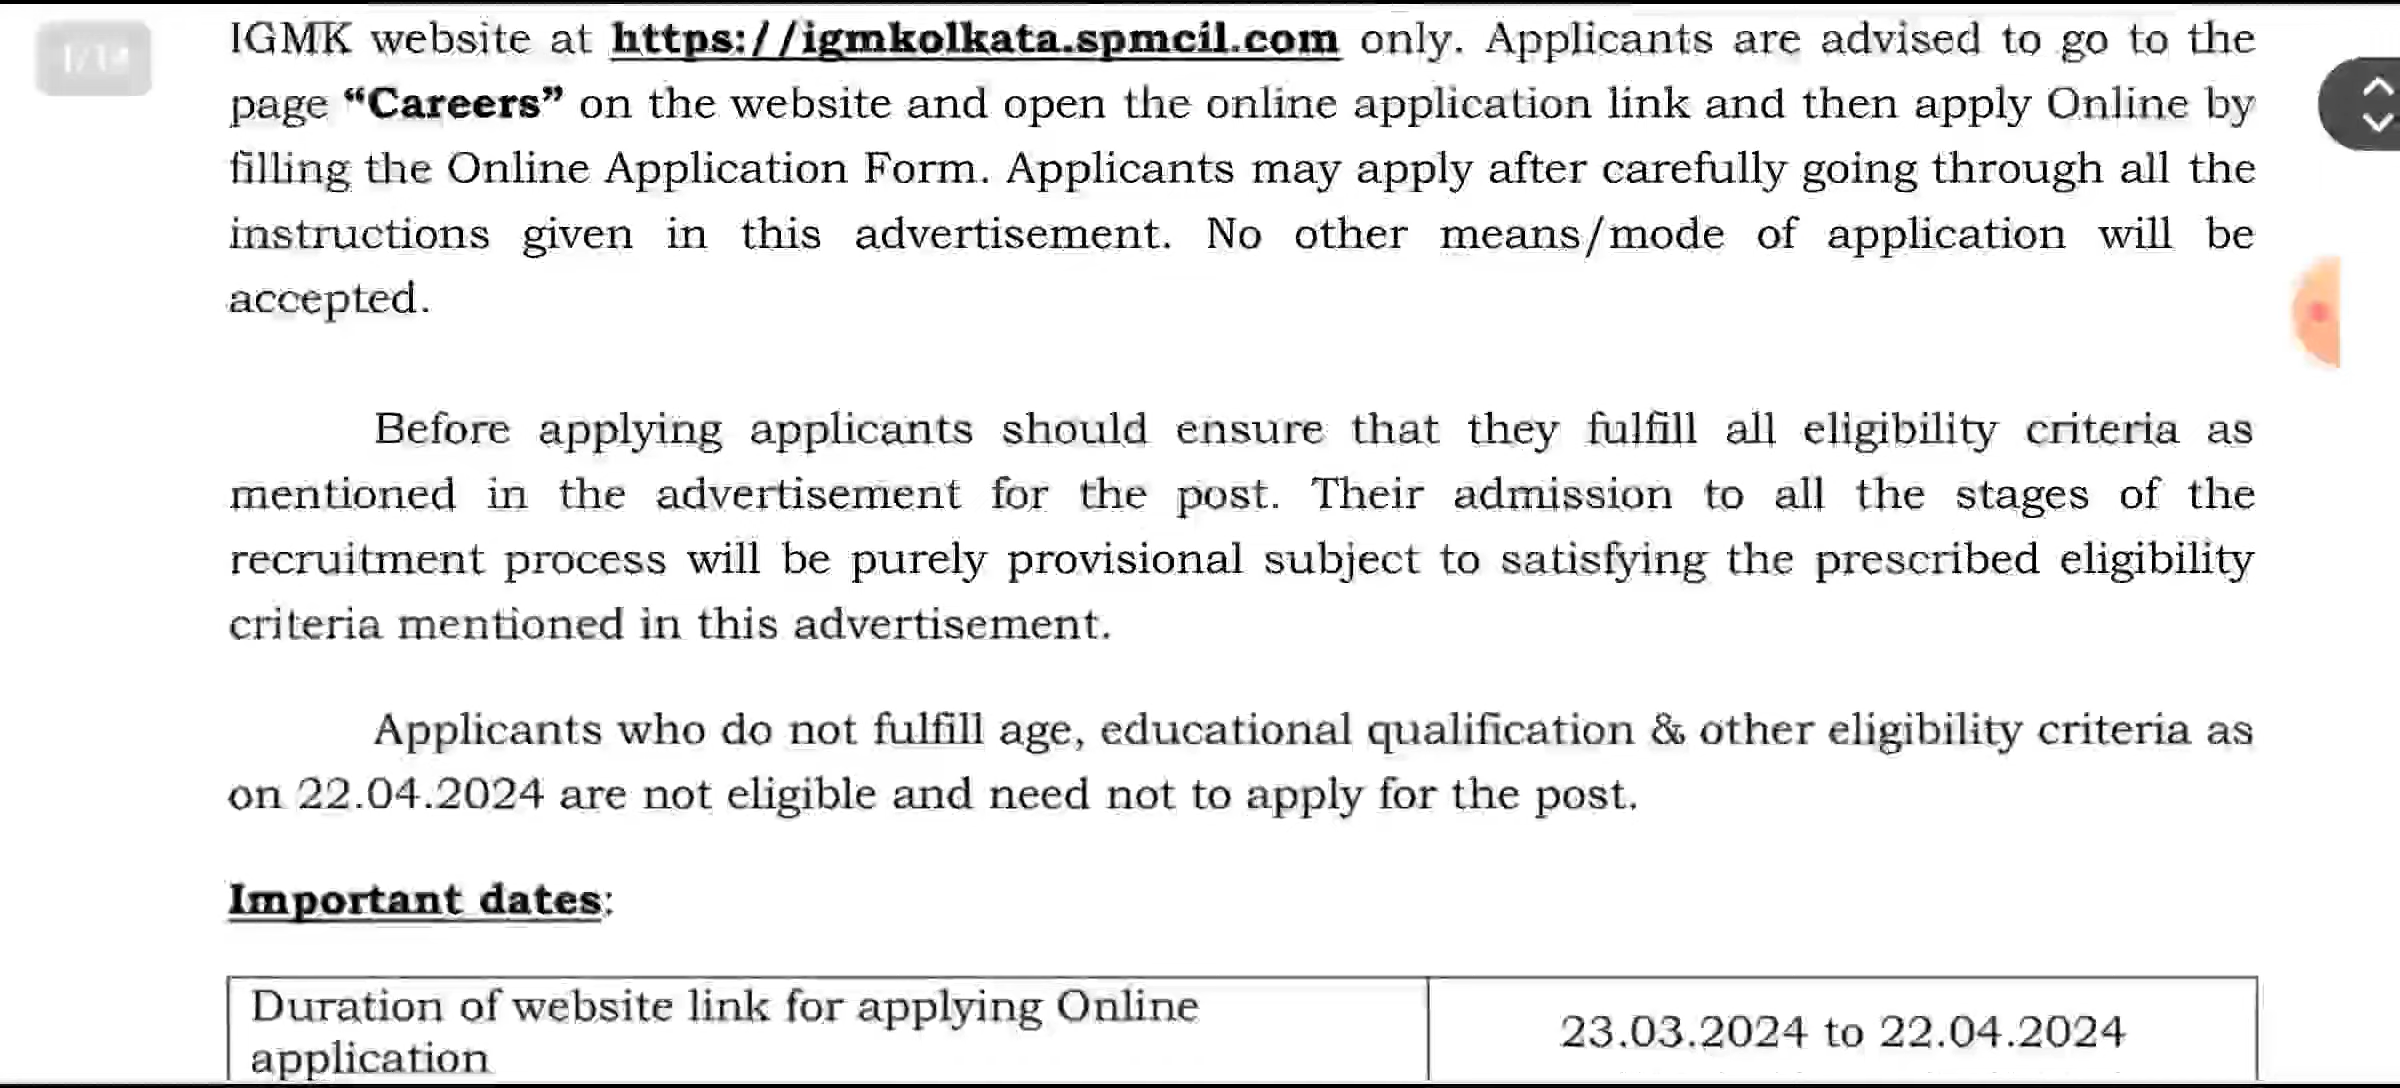 IGMK website at https://igmkolkata.spmcil.com only. Applicants are advised to go to the
page “Careers” on the website and open the online application link and then apply Online by
filling the Online Application Form. Applicants may apply after carefully going through all the
instructions given in this advertisement. No other means/mode of application will be
accepted.
Before applying applicants should ensure that they fulfill all eligibility criteria as
mentioned in the advertisement for the post. Their admission to all the stages of the
recruitment process will be purely provisional subject to satisfying the prescribed eligibility
criteria mentioned in this advertisement.
Applicants who do not fulfill age, educational qualification & other eligibility criteria as
on 22.04.2024 are not eligible and need not to apply for the post.
Important dates:
Duration of website link for applying Online
application
23.03.2024 to 22.04.2024